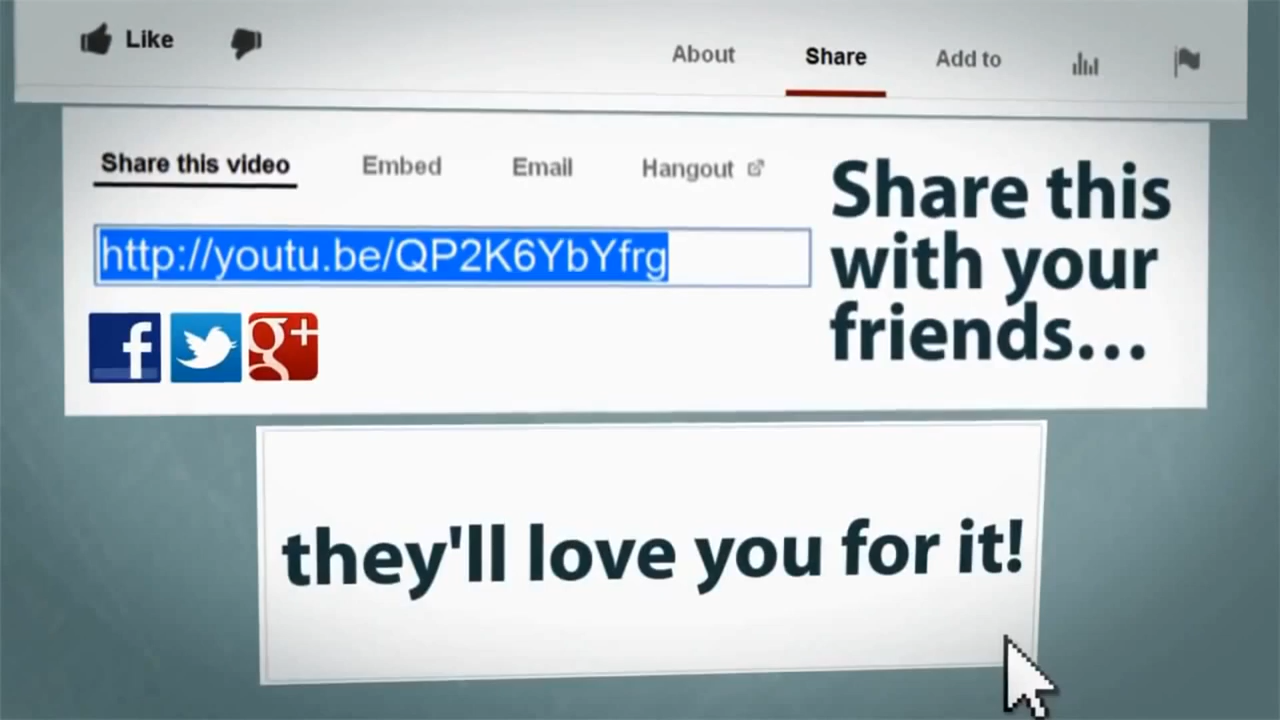 Like
About Share Add to
Share this video Embed Email Hangout
http://youtu.be/QP2K6YbYfrg
f g+
Share this
with your
friends...
they'll love you for it!